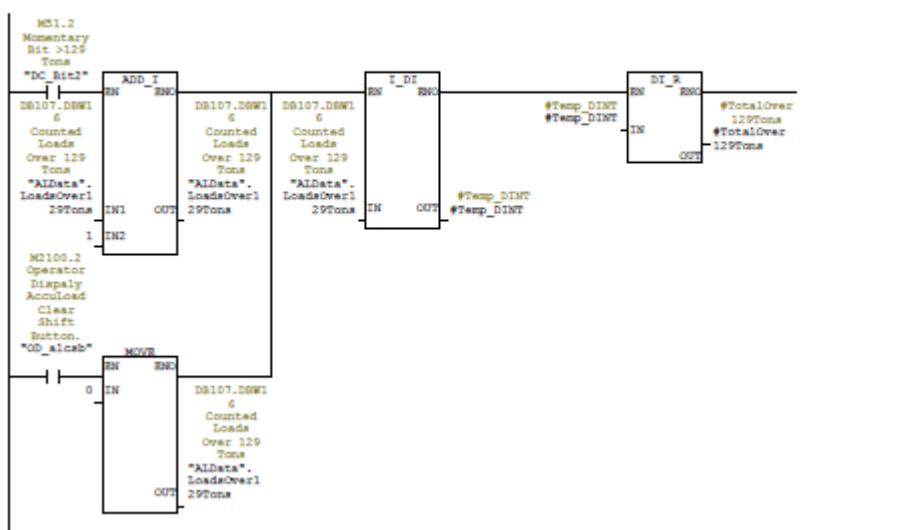 M51.2
Momentary
Bit >129
Tons
"DC_Bit2"
ADD_I
EN ENO
DB107.DBW1
6
Counted
Loads
Over 129
Tons
"ALData".
LoadsOver1
29Tons
IN1 OUT
1 IN2
DB107.DBW1
6
Counted
Loads
Over 129
Tons
"ALData".
LoadsOver1
29Tons
DB107.DBW1
6
Counted
Loads
Over 129
Tons
"ALData".
LoadsOver1
29Tons
I_DI
EN ENO
IN OUT
#Temp_DINT
#Temp_DINT
DI_R
EN ENO
#Temp_DINT
#Temp_DINT
IN
OUT
#TotalOver
129Tons
#TotalOver
129Tons
M2100.2
Operator
Dispaly
AccuLoad
Clear
Shift
Button.
"OD_alcsb"
MOVE
EN ENO
0 IN
OUT
DB107.DBW1
6
Counted
Loads
Over 129
Tons
"ALData".
LoadsOver1
29Tons